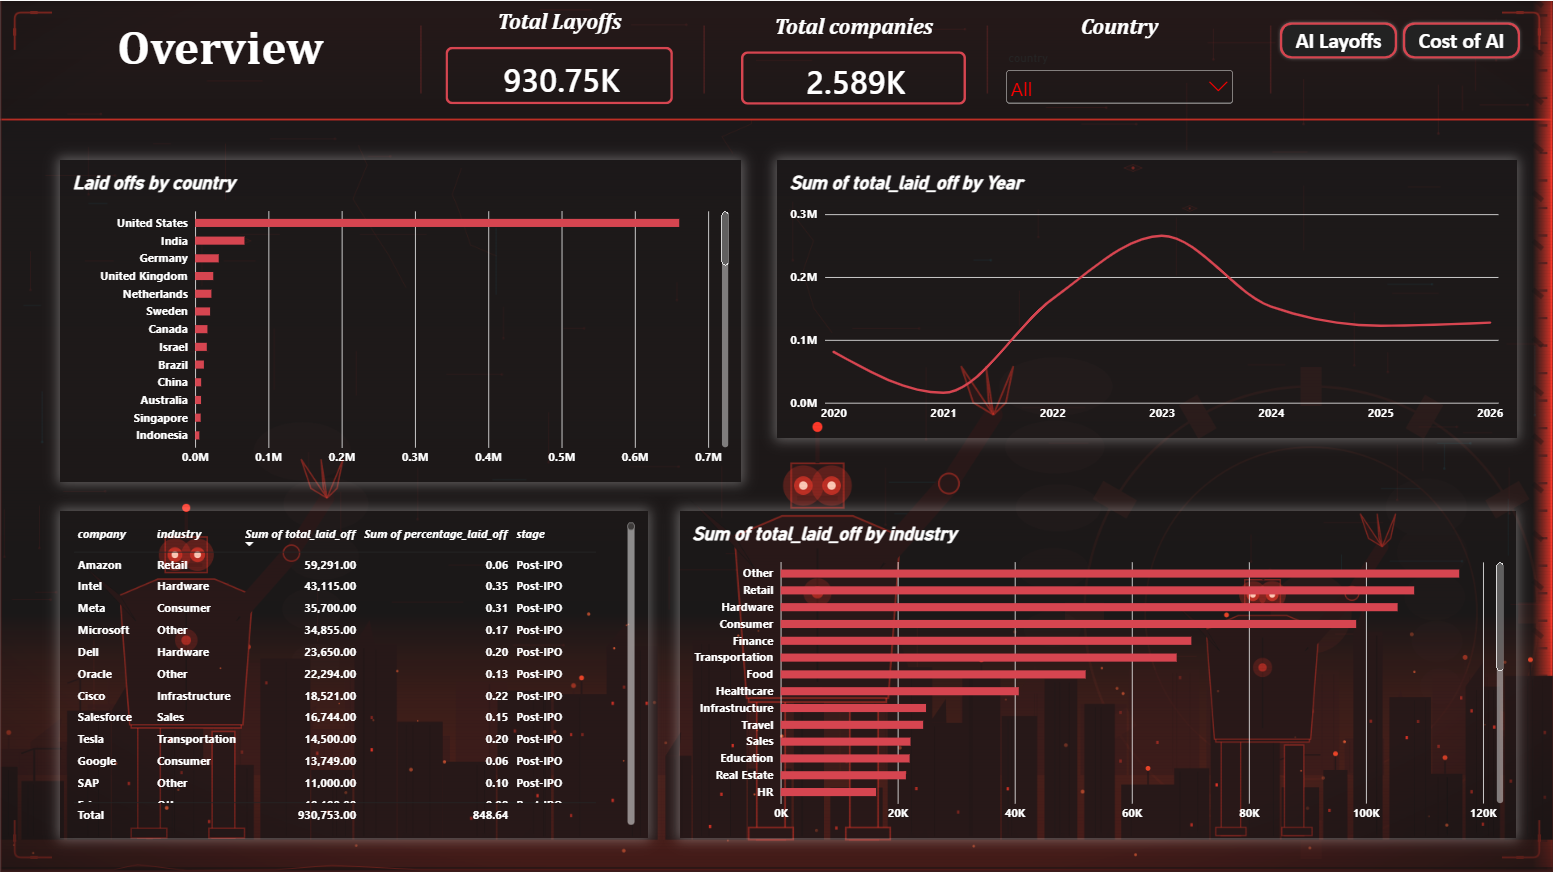 Overview
Total Layoffs
930.75K
Total companies
2.589K
Country
country
All
AI Layoffs
Cost of AI
Laid offs by country
United States
India
Germany
United Kingdom
Netherlands
Sweden
Canada
Israel
Brazil
China
Australia
Singapore
Indonesia
0.0M 0.1M 0.2M 0.3M 0.4M 0.5M 0.6M 0.7M
Sum of total_laid_off by Year
0.3M
0.2M
0.1M
0.0M
2020 2021 2022 2023 2024 2025 2026
company industry Sum of total_laid_off Sum of percentage_laid_off stage
Amazon Retail 59,291.00 0.06 Post-IPO
Intel Hardware 43,115.00 0.35 Post-IPO
Meta Consumer 35,700.00 0.31 Post-IPO
Microsoft Other 34,855.00 0.17 Post-IPO
Dell Hardware 23,650.00 0.20 Post-IPO
Oracle Other 22,294.00 0.13 Post-IPO
Cisco Infrastructure 18,521.00 0.22 Post-IPO
Salesforce Sales 16,744.00 0.15 Post-IPO
Tesla Transportation 14,500.00 0.20 Post-IPO
Google Consumer 13,749.00 0.06 Post-IPO
SAP Other 11,000.00 0.10 Post-IPO
Total 930,753.00 848.64
Sum of total_laid_off by industry
Other
Retail
Hardware
Consumer
Finance
Transportation
Food
Healthcare
Infrastructure
Travel
Sales
Education
Real Estate
HR
0K 20K 40K 60K 80K 100K 120K